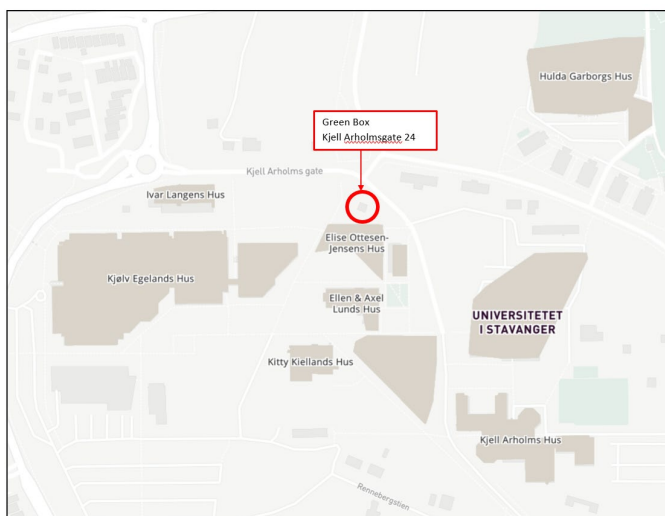 Hulda Garborgs Hus
Green Box
Kjell Arholmsgate 24
Kjell Arholms gate
Ivar Langens Hus
Elise Ottesen-
Jensens Hus
Kjølv Egelands Hus
Ellen & Axel
Lunds Hus
UNIVERSITETET
I STAVANGER
Kitty Kiellands Hus
Kjell Arholms Hus
Rennebergstien